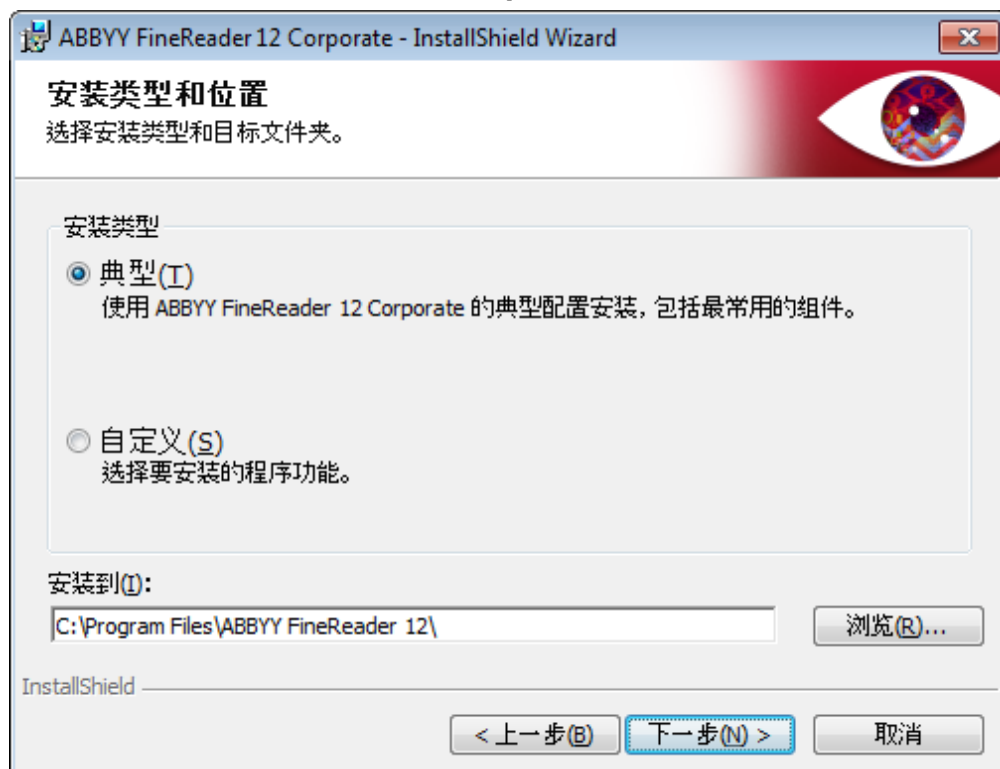 ABBYY FineReader 12 Corporate - InstallShield Wizard
安装类型和位置
选择安装类型和目标文件夹。
安装类型
典型(T)
使用 ABBYY FineReader 12 Corporate 的典型配置安装，包括最常用的组件。
自定义(S)
选择要安装的程序功能。
安装到(I):
C:\Program Files\ABBYY FineReader 12\
浏览(R)...
InstallShield
< 上一步(B) 下一步(N) > 取消